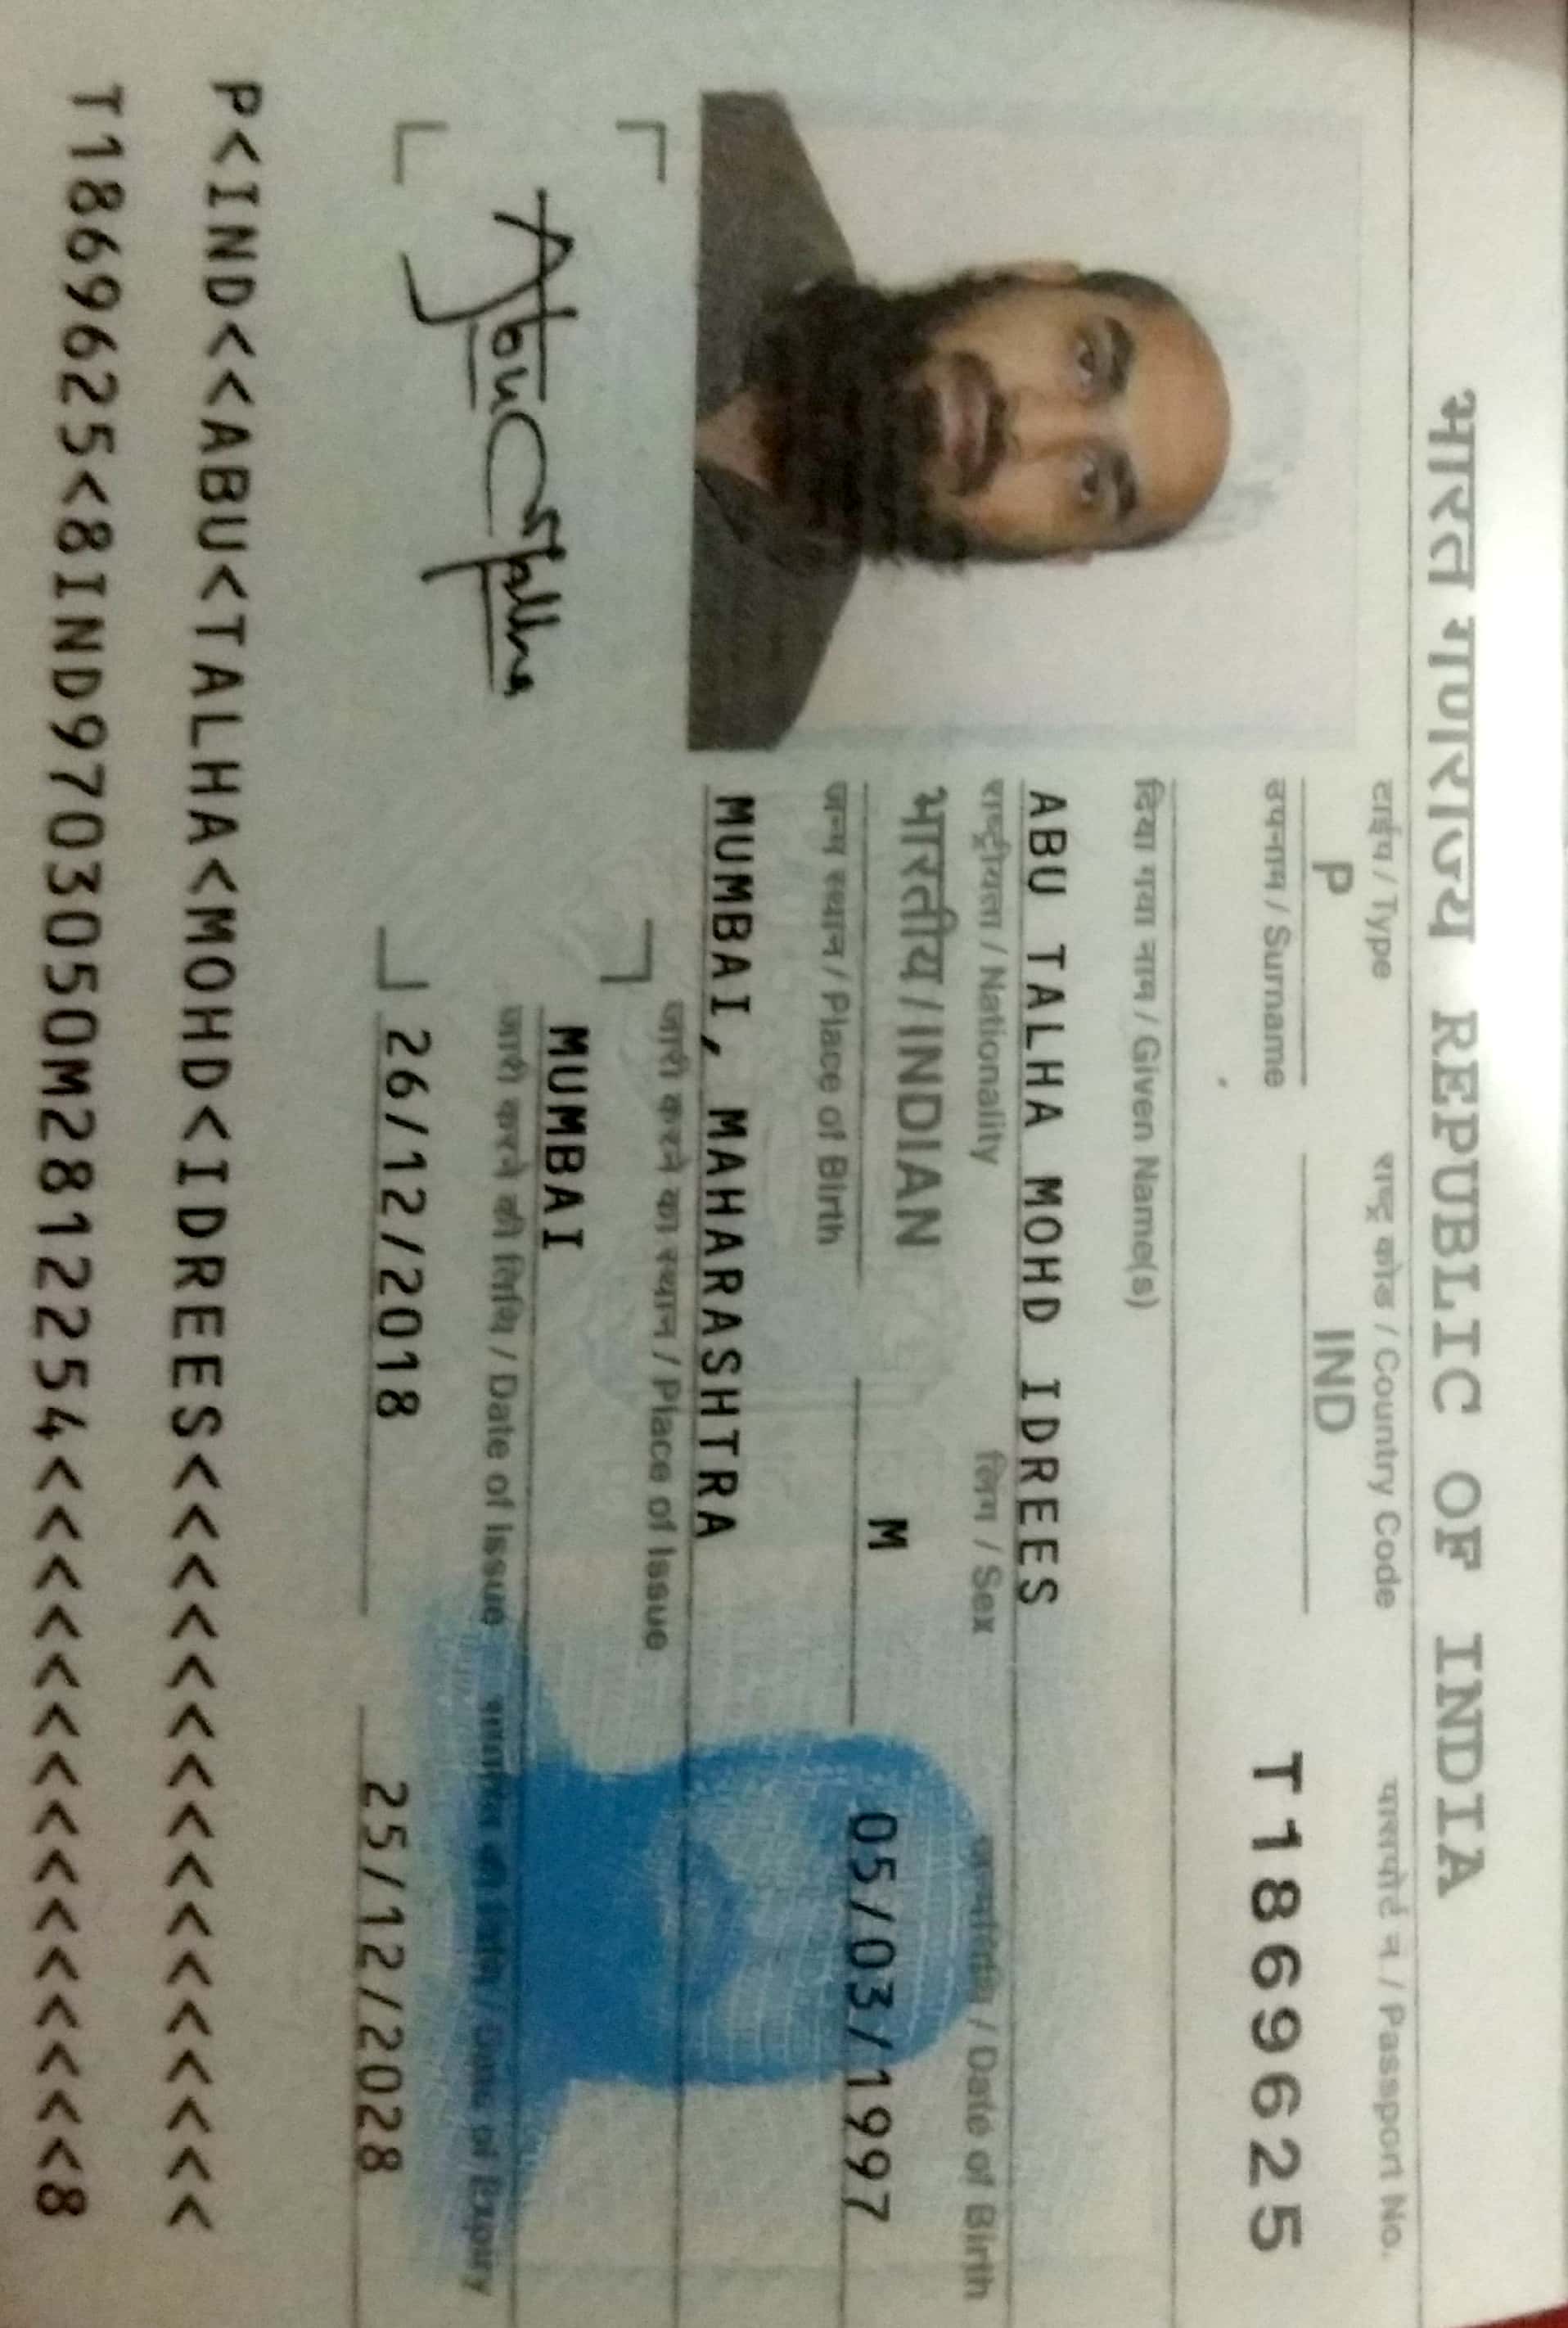 भारत गणराज्य REPUBLIC OF INDIA
टाईप / Type
राष्ट्र कोड / Country Code
पासपोर्ट नं. / Passport No.
P
IND
T1869625
उपनाम / Surname
दिया गया नाम / Given Name(s)
ABU TALHA MOHD IDREES
राष्ट्रीयता / Nationality
लिंग / Sex
जन्मतिथि / Date of Birth
भारतीय / INDIAN
M
05/03/1997
जन्म स्थान / Place of Birth
MUMBAI, MAHARASHTRA
जारी करने का स्थान / Place of Issue
MUMBAI
Abu Talha
जारी करने की तिथि / Date of Issue
समाप्ति की तिथि / Date of Expiry
26/12/2018
25/12/2028
P<IND<<ABU<TALHA<MOHD<IDREES<<<<<<<<<<<<<<<<
T1869625<8IND9703050M2812254<<<<<<<<<<<<<<<8